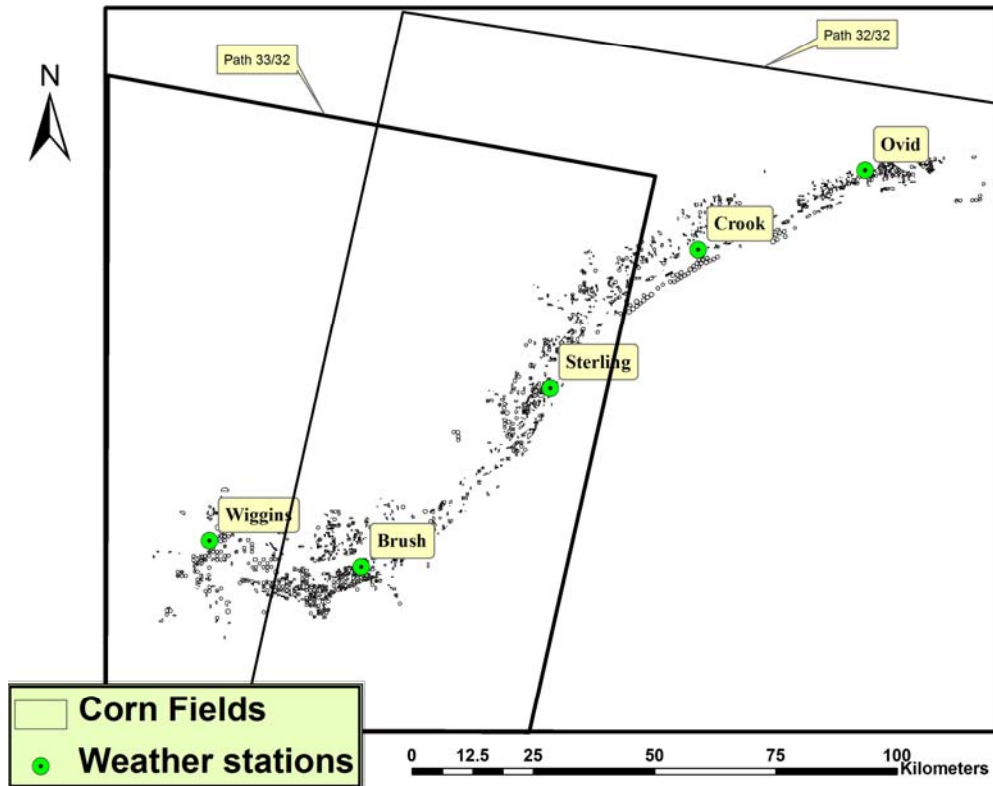 Path 33/32
Path 32/32
N
Ovid
Crook
Sterling
Wiggins
Brush
Corn Fields
Weather stations
0 12.5 25 50 75 100
Kilometers